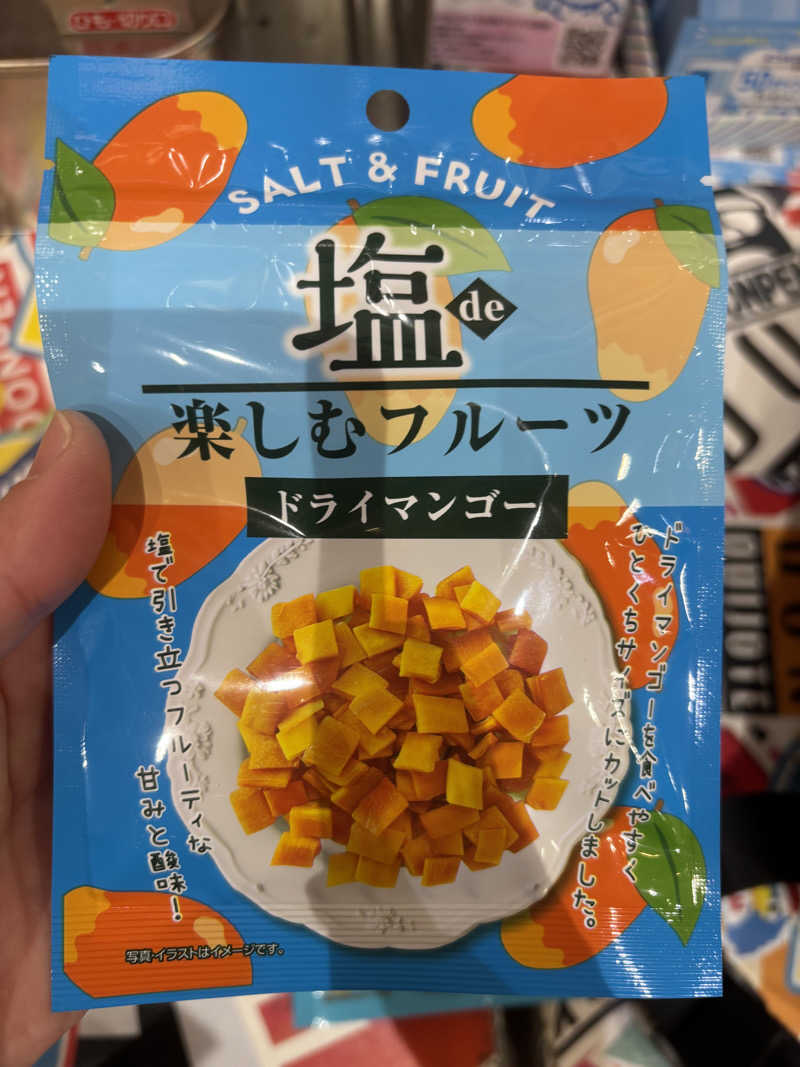 SALT & FRUIT
塩de
楽しむフルーツ
ドライマンゴー
ドライマンゴーを食べやすく
ひとくちサイズにカットしました。
塩で引き立つフルーティな
甘みと酸味!
写真・イラストはイメージです。